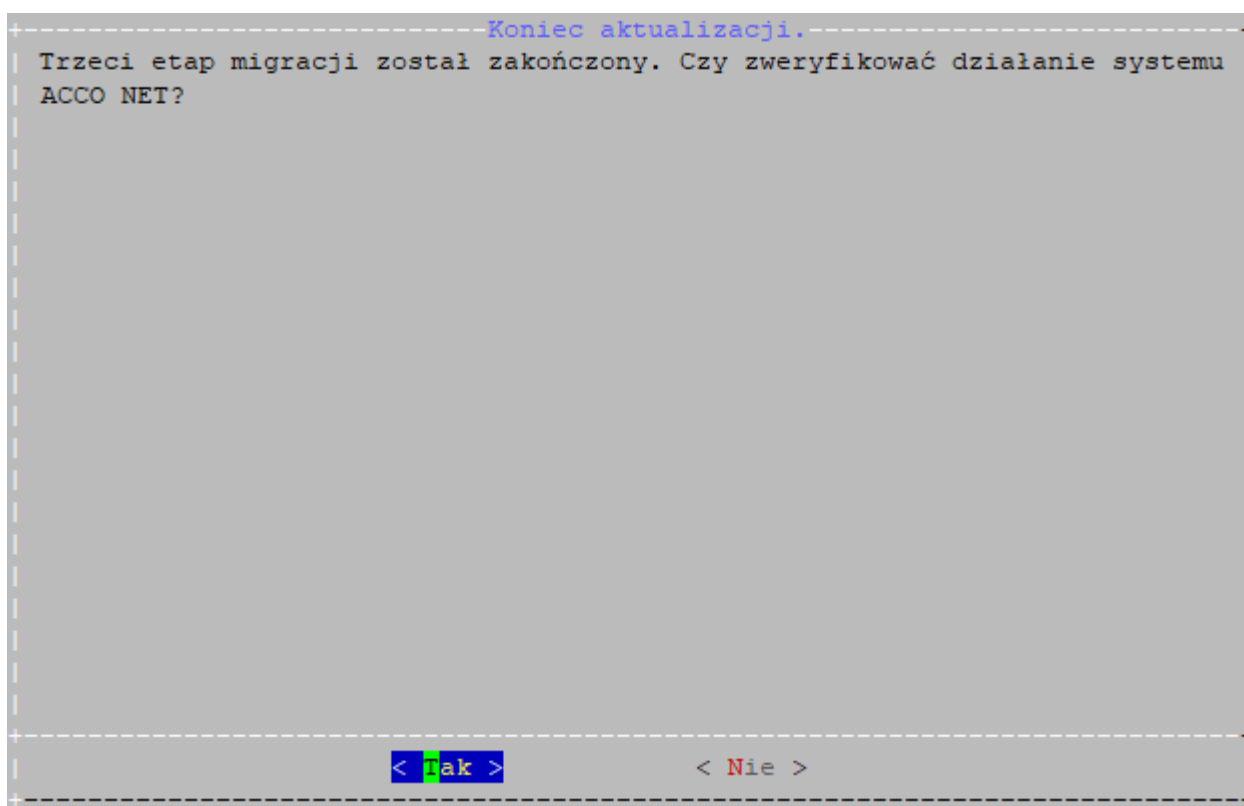 Koniec aktualizacji.
Trzeci etap migracji został zakończony. Czy zweryfikować działanie systemu
ACCO NET?
< Tak > < Nie >